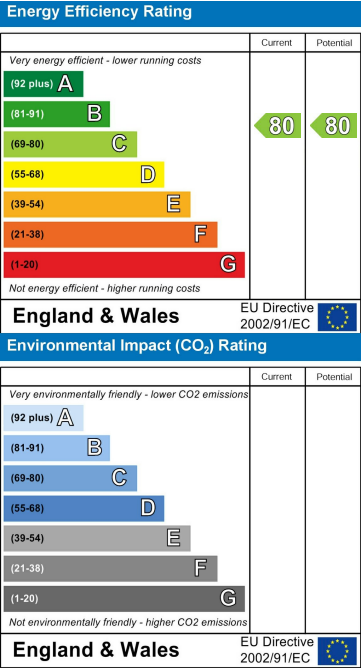 Energy Efficiency Rating
Current Potential
Very energy efficient - lower running costs
(92 plus) A
(81-91) B
80 80
(69-80) C
(55-68) D
(39-54) E
(21-38) F
(1-20) G
Not energy efficient - higher running costs
England & Wales
EU Directive
2002/91/EC
Environmental Impact (CO₂) Rating
Current Potential
Very environmentally friendly - lower CO2 emissions
(92 plus) A
(81-91) B
(69-80) C
(55-68) D
(39-54) E
(21-38) F
(1-20) G
Not environmentally friendly - higher CO2 emissions
England & Wales
EU Directive
2002/91/EC